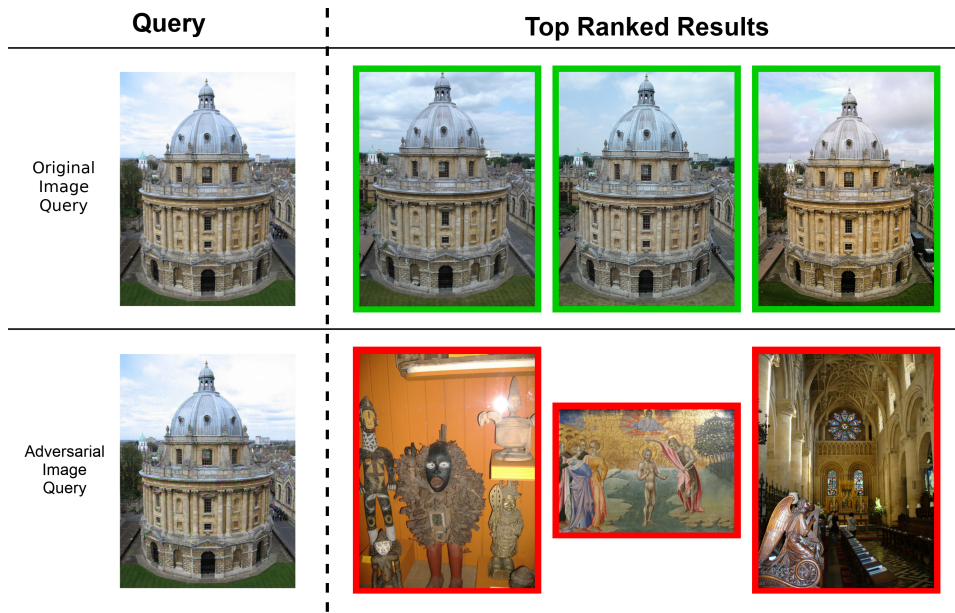 Query
Top Ranked Results
Original
Image
Query
Adversarial
Image
Query